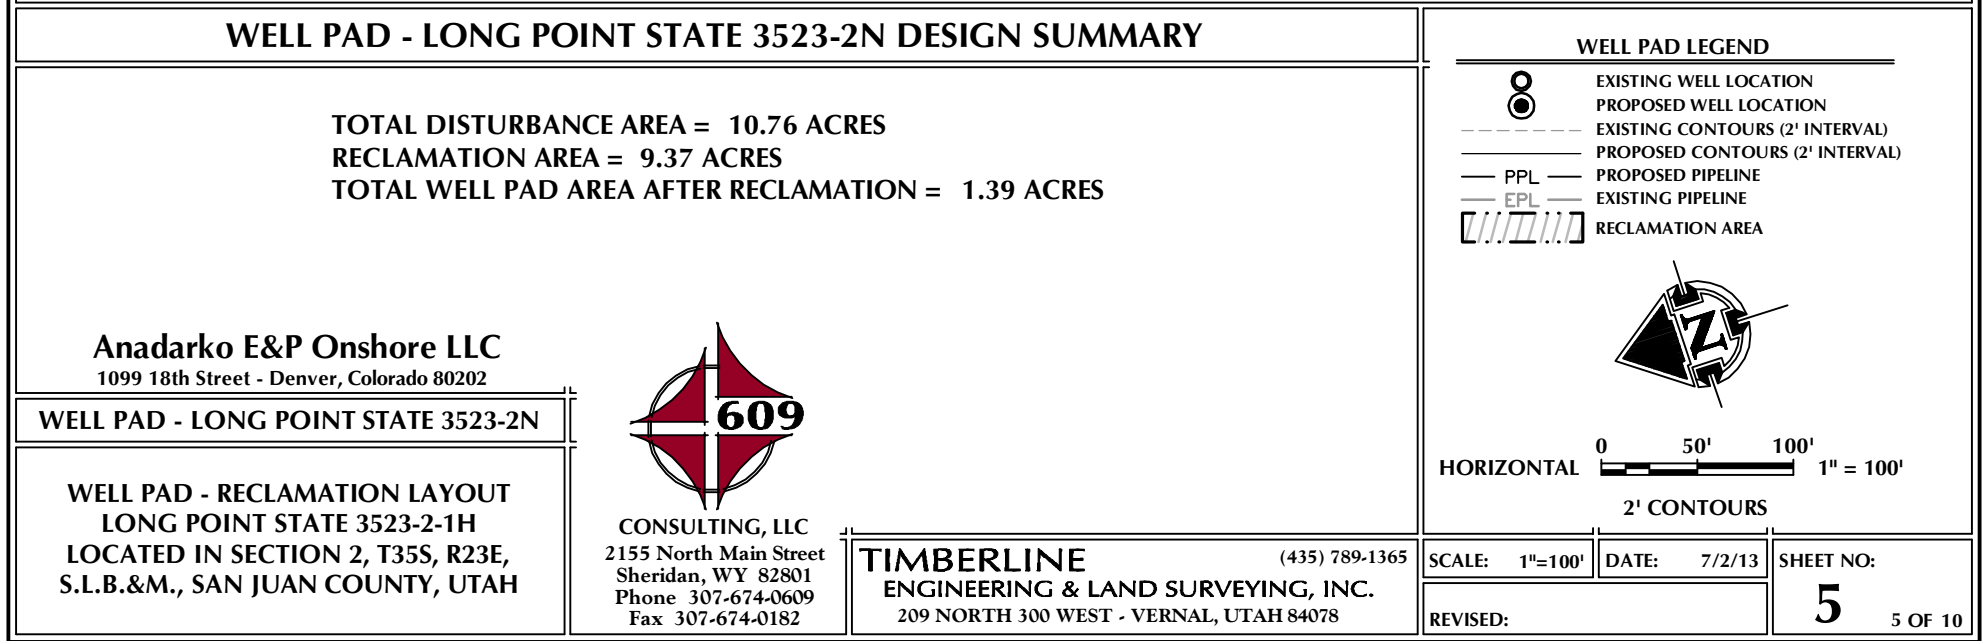 WELL PAD - LONG POINT STATE 3523-2N DESIGN SUMMARY
TOTAL DISTURBANCE AREA = 10.76 ACRES
RECLAMATION AREA = 9.37 ACRES
TOTAL WELL PAD AREA AFTER RECLAMATION = 1.39 ACRES
Anadarko E&P Onshore LLC
1099 18th Street - Denver, Colorado 80202
WELL PAD - LONG POINT STATE 3523-2N
WELL PAD - RECLAMATION LAYOUT
LONG POINT STATE 3523-2-1H
LOCATED IN SECTION 2, T35S, R23E,
S.L.B.&M., SAN JUAN COUNTY, UTAH
609
CONSULTING, LLC
2155 North Main Street
Sheridan, WY 82801
Phone 307-674-0609
Fax 307-674-0182
TIMBERLINE (435) 789-1365
ENGINEERING & LAND SURVEYING, INC.
209 NORTH 300 WEST - VERNAL, UTAH 84078
WELL PAD LEGEND
EXISTING WELL LOCATION
PROPOSED WELL LOCATION
EXISTING CONTOURS (2' INTERVAL)
PROPOSED CONTOURS (2' INTERVAL)
PPL PROPOSED PIPELINE
EPL EXISTING PIPELINE
RECLAMATION AREA
N
0 50' 100'
HORIZONTAL 1" = 100'
2' CONTOURS
SCALE: 1"=100' DATE: 7/2/13 SHEET NO:
REVISED: 5 5 OF 10